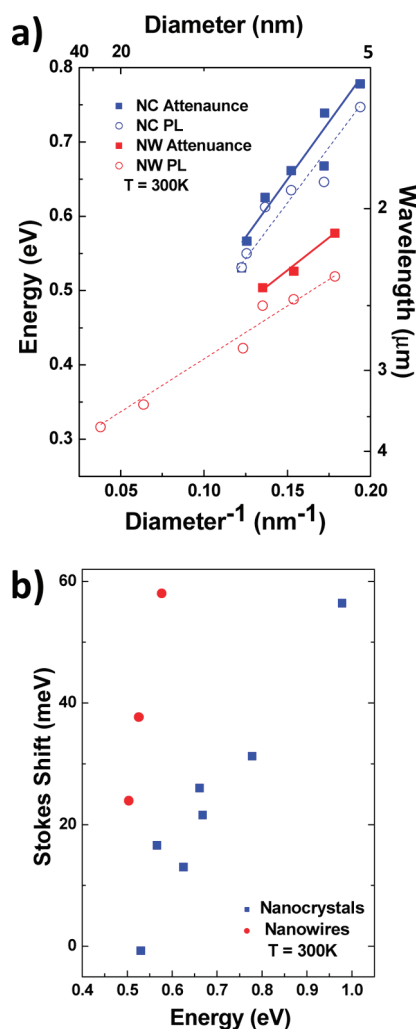 a)
Diameter (nm)
40 20 5
0.8
0.7
0.6
0.5
0.4
0.3
Energy (eV)
NC Attenaunce
NC PL
NW Attenuance
NW PL
T = 300K
2
3
4
Wavelength (μm)
0.05 0.10 0.15 0.20
Diameter⁻¹ (nm⁻¹)
b)
60
40
20
0
Stokes Shift (meV)
Nanocrystals
Nanowires
T = 300K
0.4 0.5 0.6 0.7 0.8 0.9 1.0
Energy (eV)